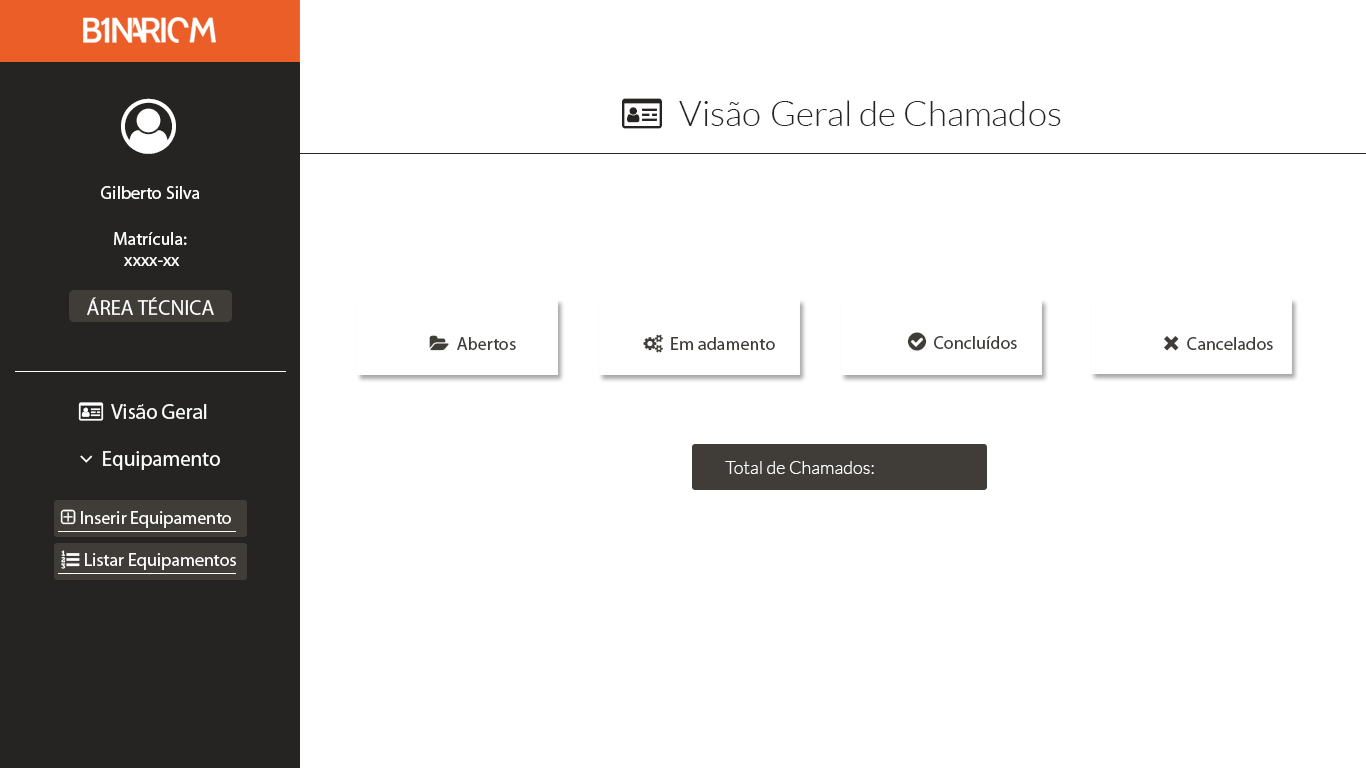 B1NARIOM
Gilberto Silva
Matrícula:
xxxx-xx
ÁREA TÉCNICA
Visão Geral
Equipamento
Inserir Equipamento
Listar Equipamentos
Visão Geral de Chamados
Abertos
Em adamento
Concluídos
Cancelados
Total de Chamados: